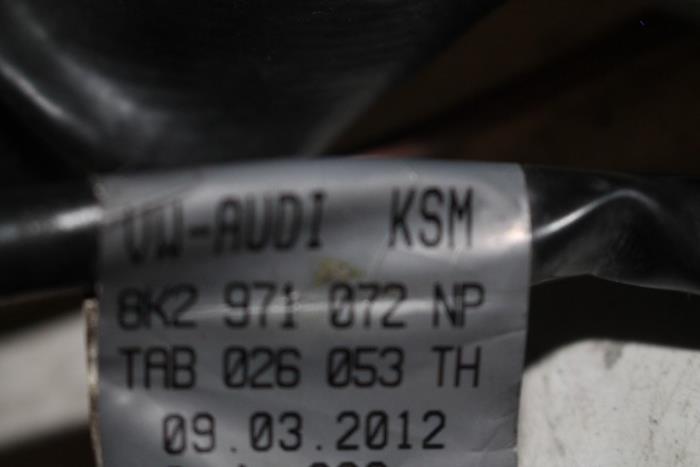 VW-AUDI KSM
8K2 971 072 NP
TAB 026 053 TH
09.03.2012